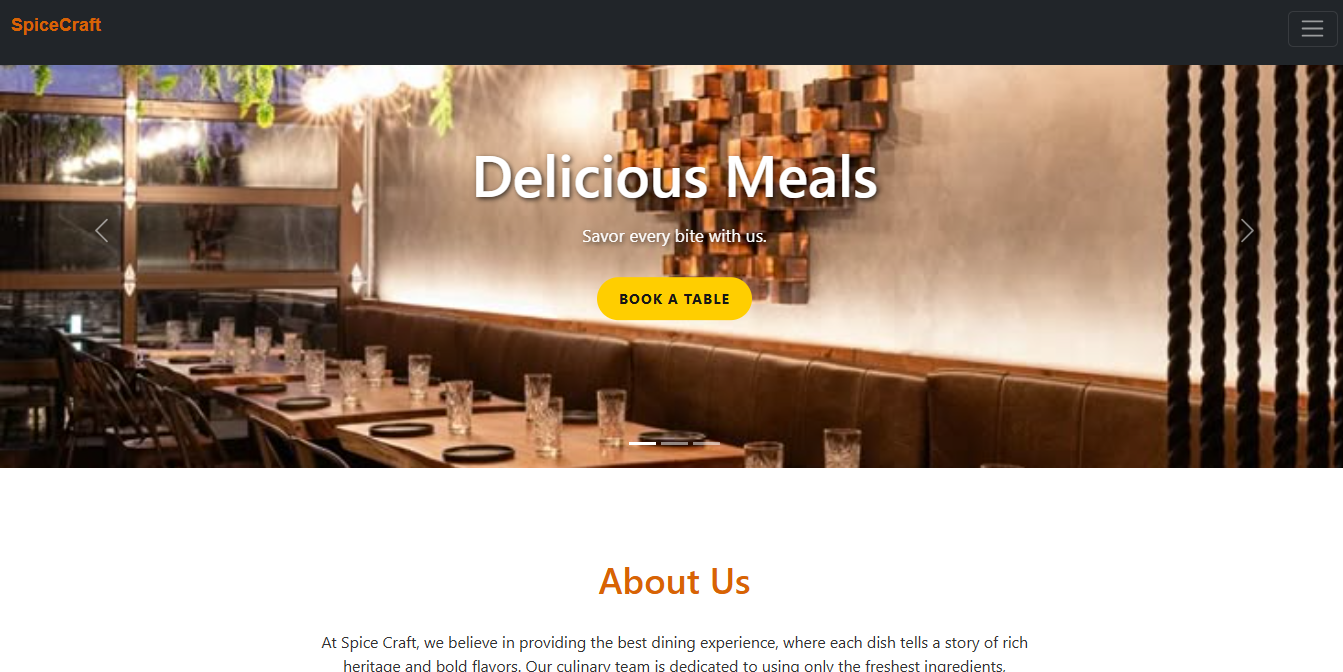 SpiceCraft
Delicious Meals
Savor every bite with us.
BOOK A TABLE
About Us
At Spice Craft, we believe in providing the best dining experience, where each dish tells a story of rich
heritage and bold flavors. Our culinary team is dedicated to using only the freshest ingredients,